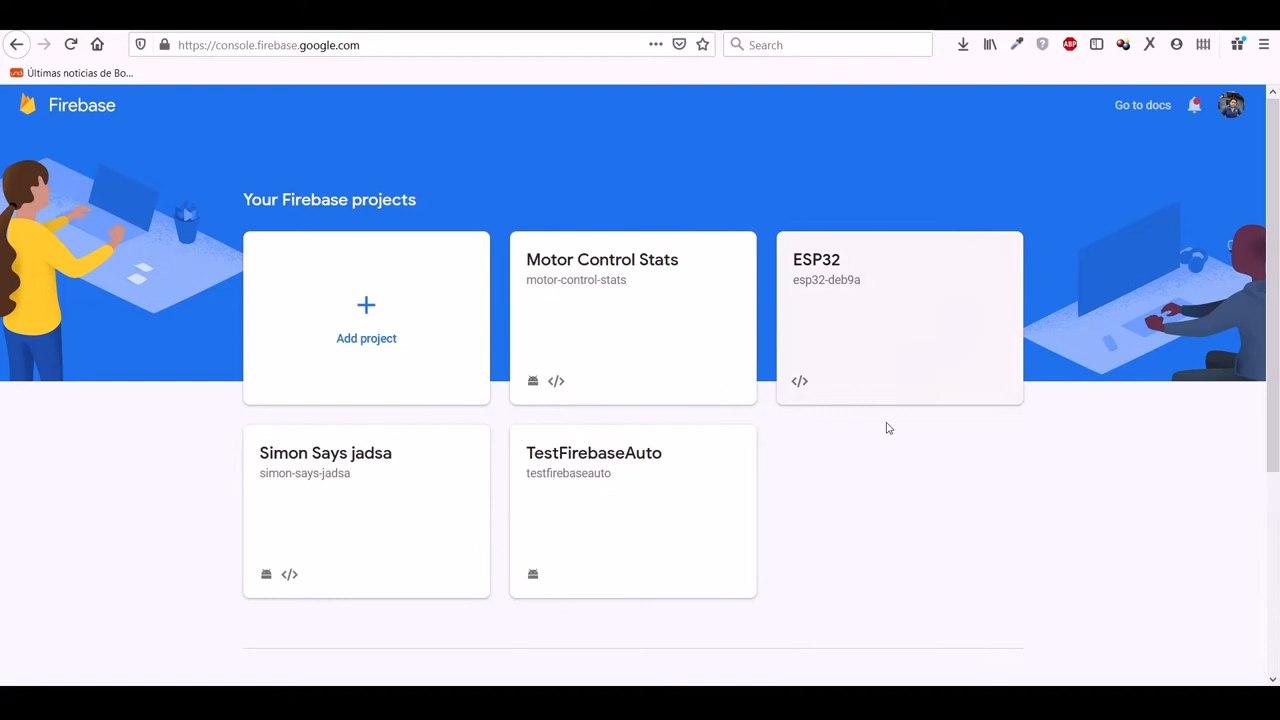 https://console.firebase.google.com
Search
Últimas noticias de Bo...
ABP
Firebase
Go to docs
Your Firebase projects
Add project
Motor Control Stats
motor-control-stats
ESP32
esp32-deb9a
Simon Says jadsa
simon-says-jadsa
TestFirebaseAuto
testfirebaseauto